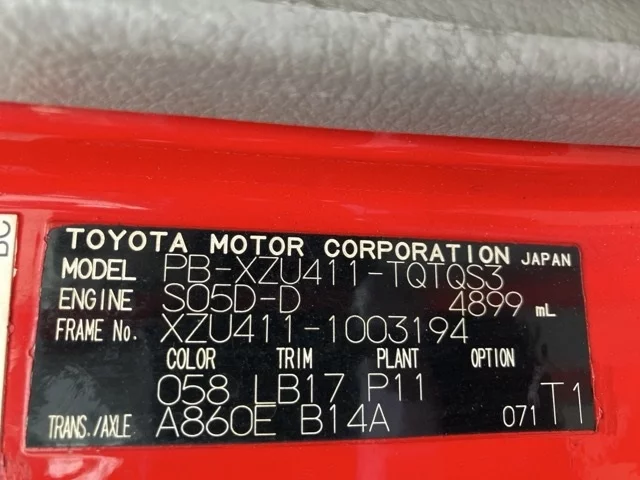 TOYOTA MOTOR CORPORATION JAPAN
MODEL PB-XZU411-TQTQS3
ENGINE S05D-D 4899 mL
FRAME No. XZU411-1003194
COLOR TRIM PLANT OPTION
058 LB17 P11
TRANS./AXLE A860E B14A 071 T1